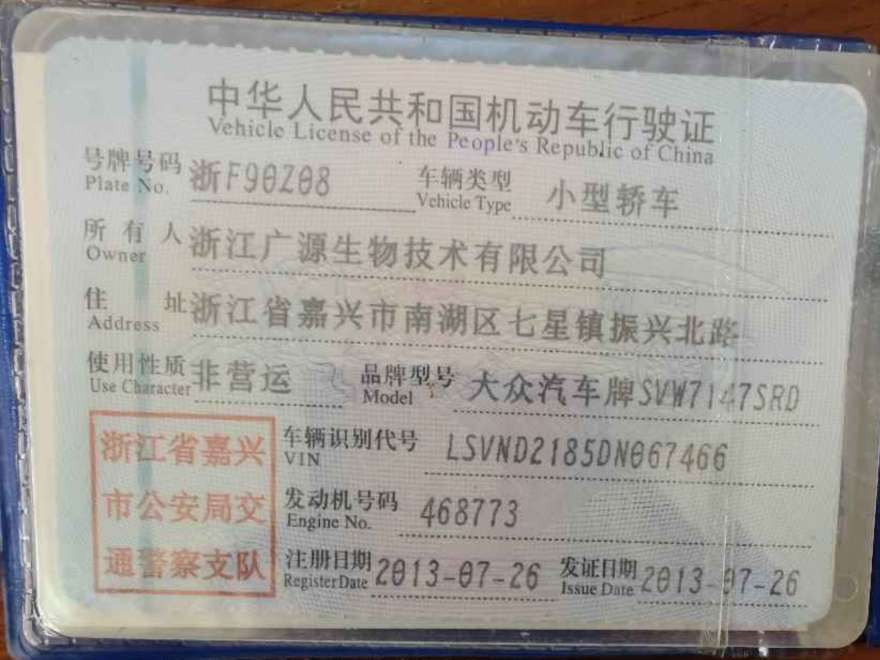 中华人民共和国机动车行驶证
Vehicle License of the People's Republic of China
号牌号码 浙F90Z08 车辆类型 小型轿车
Plate No. Vehicle Type
所有人 浙江广源生物技术有限公司
Owner
住址 浙江省嘉兴市南湖区七星镇振兴北路
Address
使用性质 非营运 品牌型号 大众汽车牌SVW7147SRD
Use Character Model
浙江省嘉兴
市公安局交
通警察支队
车辆识别代号 LSVND2185DN067466
VIN
发动机号码 468773
Engine No.
注册日期 2013-07-26 发证日期 2013-07-26
Register Date Issue Date